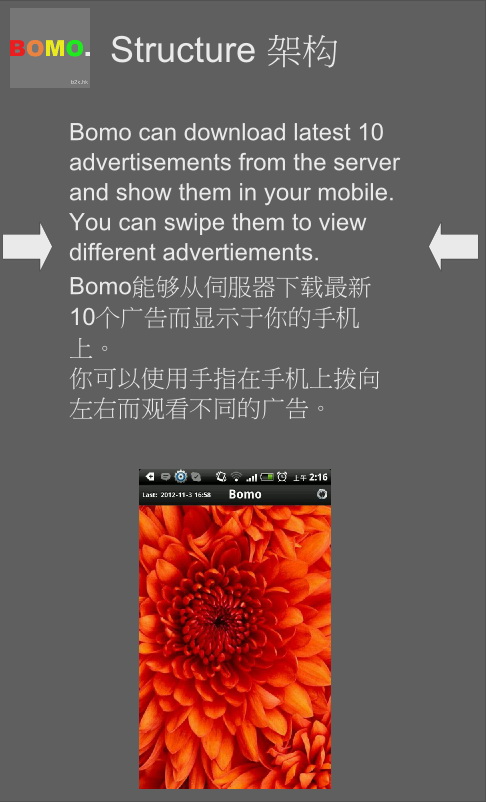 BOMO.
b2x.hk
Structure 架构
Bomo can download latest 10
advertisements from the server
and show them in your mobile.
You can swipe them to view
different advertiements.
Bomo能够从伺服器下载最新
10个广告而显示于你的手机
上。
你可以使用手指在手机上拨向
左右而观看不同的广告。
上午 2:16
Last: 2012-11-3 16:58 Bomo